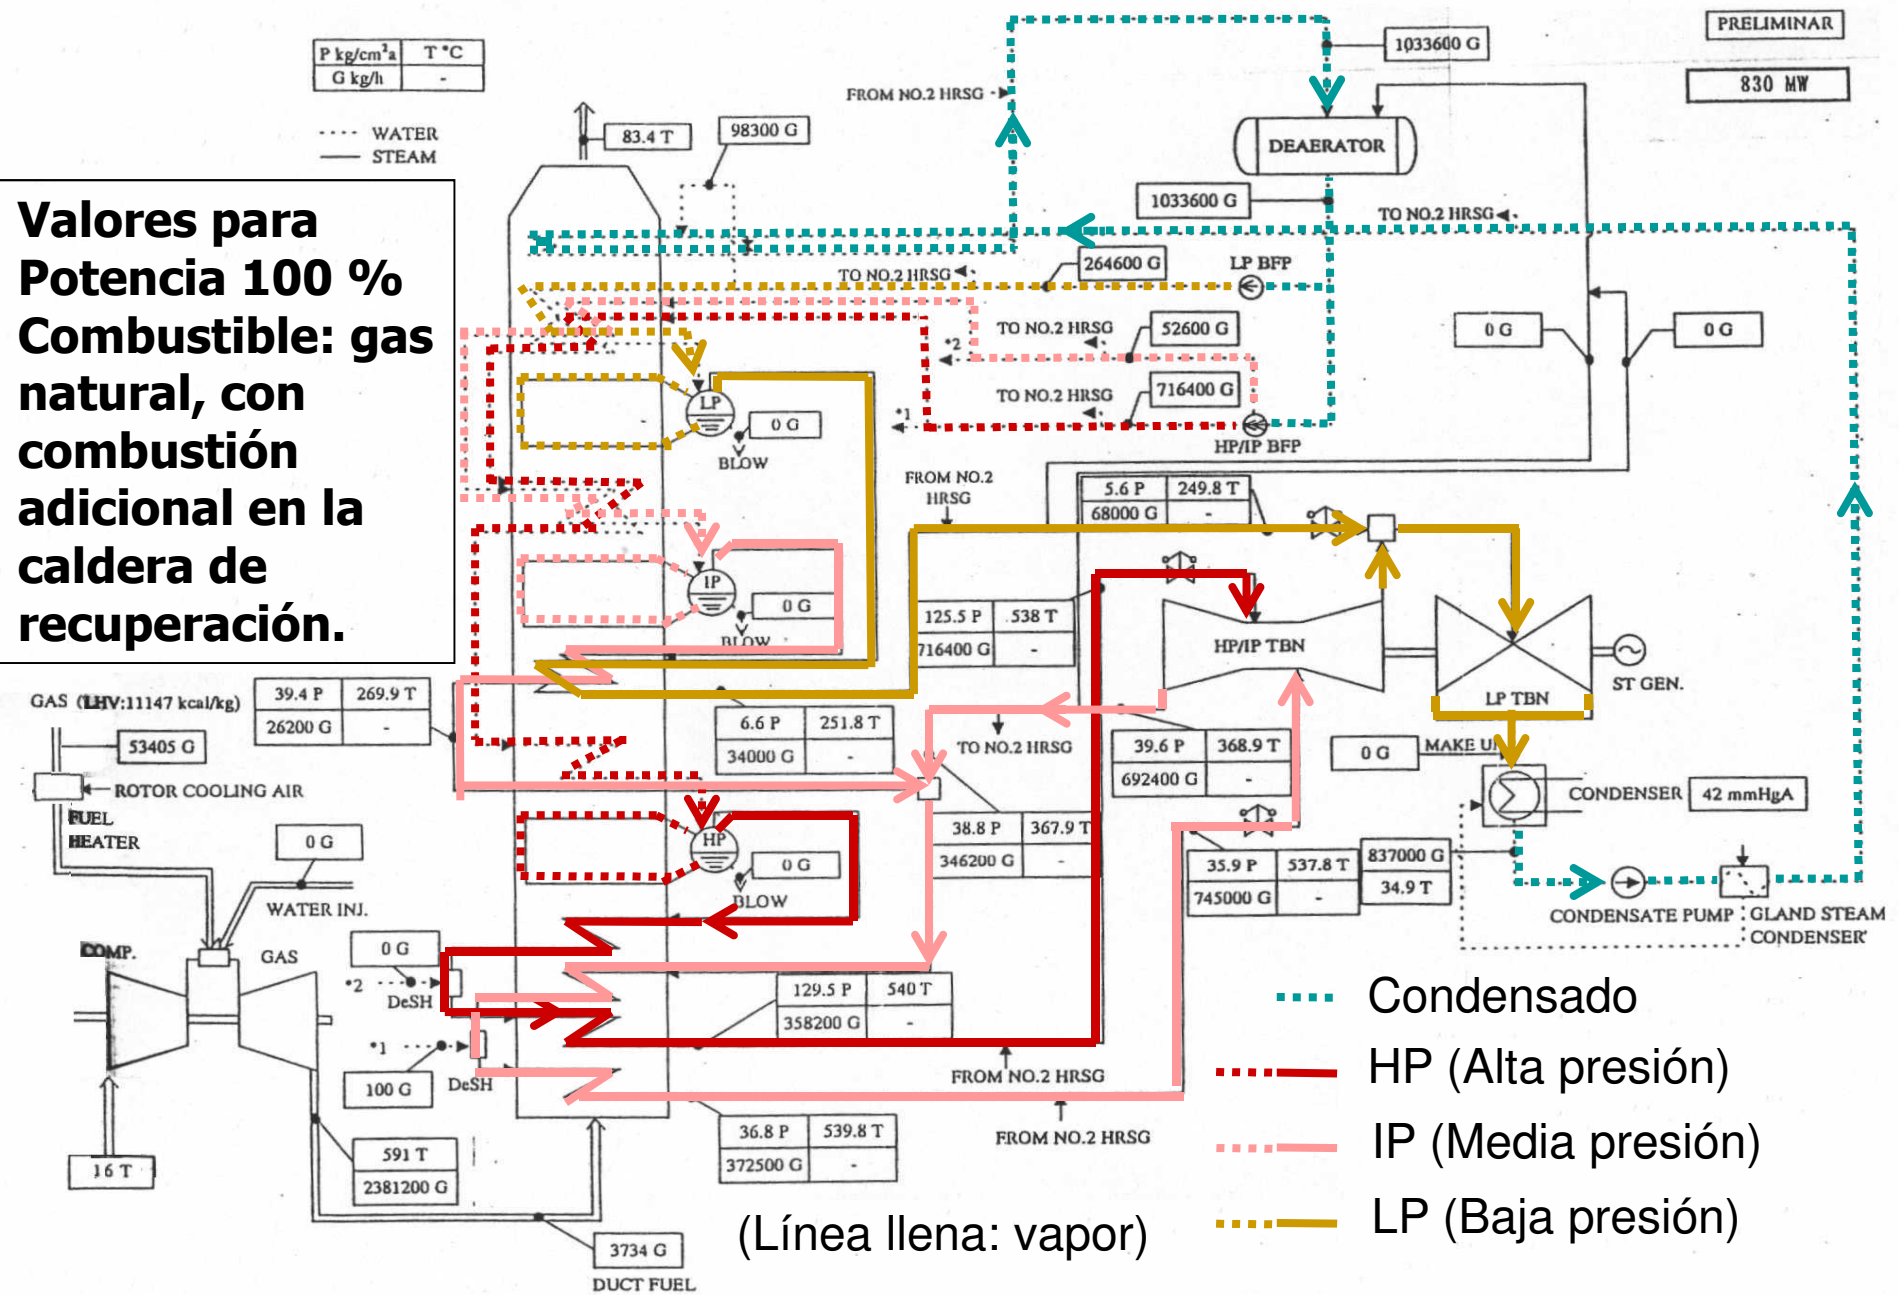 PRELIMINAR
830 MW
P kg/cm²a T °C
G kg/h -
WATER
STEAM
83.4 T
98300 G
FROM NO.2 HRSG
1033600 G
DEAERATOR
1033600 G
TO NO.2 HRSG
Valores para
Potencia 100 %
Combustible: gas
natural, con
combustión
adicional en la
caldera de
recuperación.
264600 G
LP BFP
TO NO.2 HRSG
TO NO.2 HRSG
52600 G
*2
0 G
0 G
TO NO.2 HRSG
716400 G
*1
HP/IP BFP
LP
0 G
BLOW
FROM NO.2
HRSG
5.6 P 249.8 T
68000 G -
IP
0 G
BLOW
125.5 P 538 T
716400 G -
HP/IP TBN
LP TBN
ST GEN.
GAS (LHV:11147 kcal/kg)
39.4 P 269.9 T
26200 G -
53405 G
6.6 P 251.8 T
34000 G -
TO NO.2 HRSG
39.6 P 368.9 T
692400 G -
0 G
MAKE U
CONDENSER
42 mmHgA
ROTOR COOLING AIR
FUEL
HEATER
0 G
WATER INJ.
HP
0 G
BLOW
38.8 P 367.9 T
346200 G -
35.9 P 537.8 T
745000 G -
837000 G
34.9 T
CONDENSATE PUMP
GLAND STEAM
CONDENSER
COMP.
GAS
0 G
*2
DeSH
129.5 P 540 T
358200 G -
*1
100 G
DeSH
FROM NO.2 HRSG
FROM NO.2 HRSG
36.8 P 539.8 T
372500 G -
16 T
591 T
2381200 G
3734 G
DUCT FUEL
(Línea llena: vapor)
Condensado
HP (Alta presión)
IP (Media presión)
LP (Baja presión)